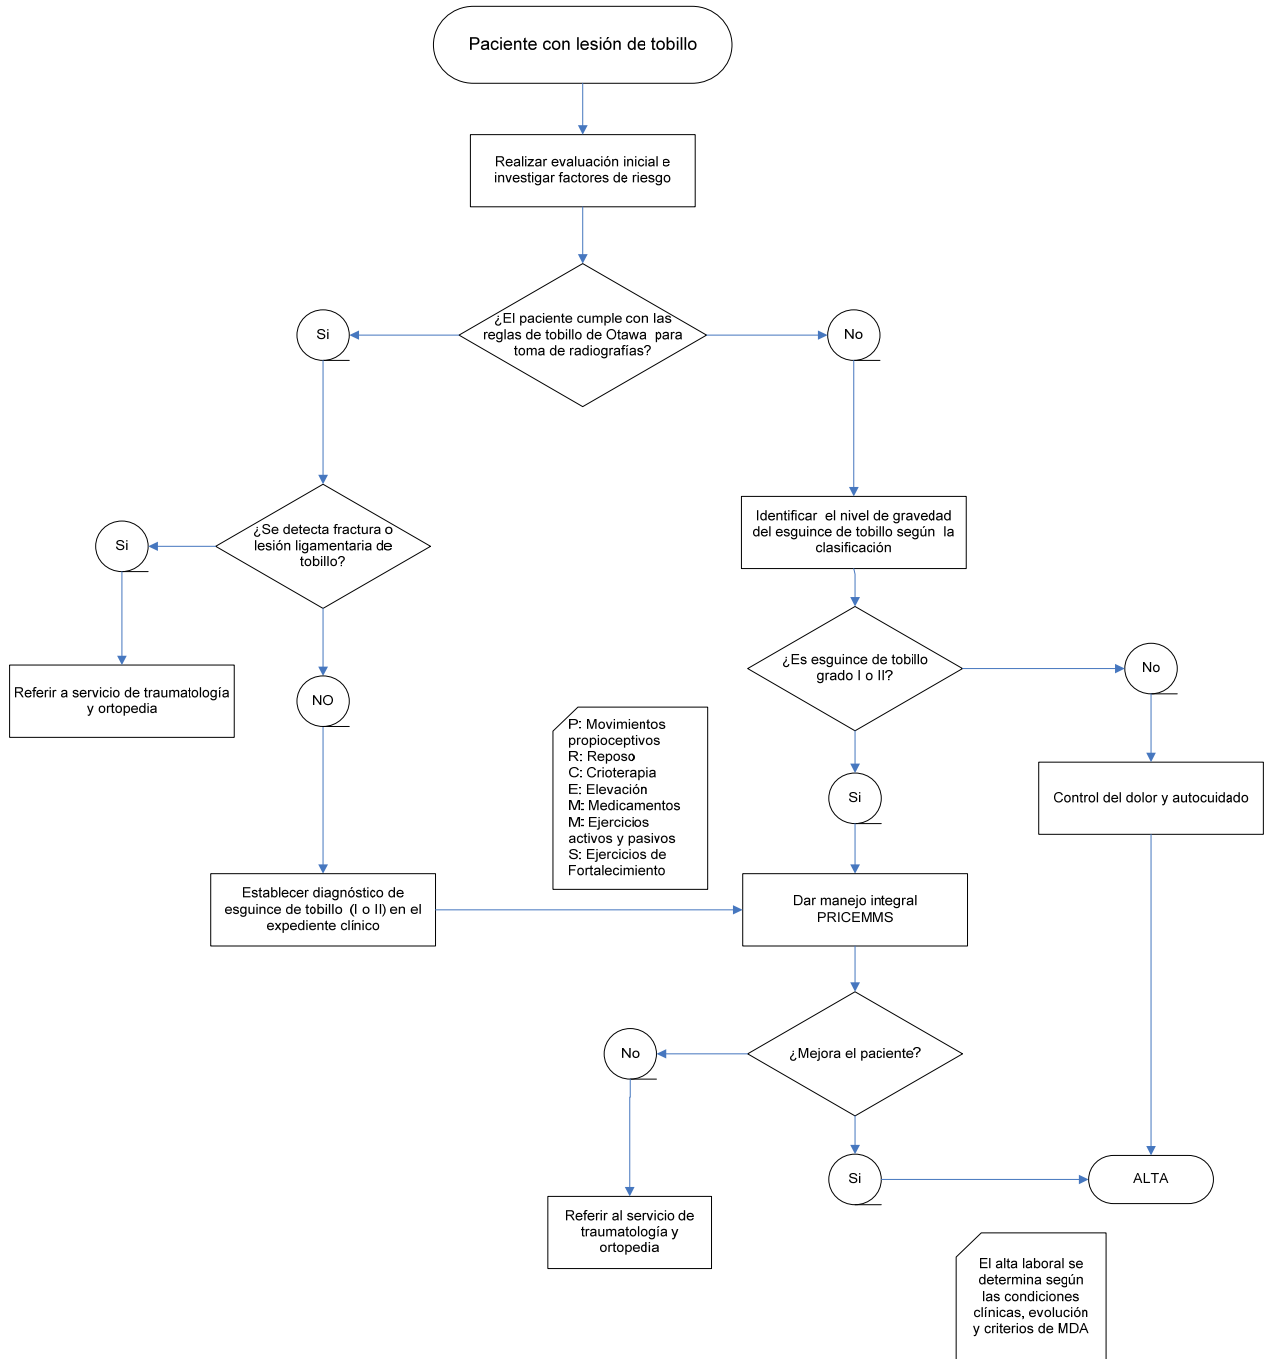 Paciente con lesión de tobillo
Realizar evaluación inicial e
investigar factores de riesgo
¿El paciente cumple con las
reglas de tobillo de Otawa para
toma de radiografías?
Si
No
¿Se detecta fractura o
lesión ligamentaria de
tobillo?
Si
Identificar el nivel de gravedad
del esguince de tobillo según la
clasificación
¿Es esguince de tobillo
grado I o II?
No
Referir a servicio de traumatología
y ortopedia
NO
P: Movimientos
propioceptivos
R: Reposo
C: Crioterapia
E: Elevación
M: Medicamentos
M: Ejercicios
activos y pasivos
S: Ejercicios de
Fortalecimiento
Si
Control del dolor y autocuidado
Establecer diagnóstico de
esguince de tobillo (I o II) en el
expediente clínico
Dar manejo integral
PRICEMMS
¿Mejora el paciente?
No
Si
ALTA
Referir al servicio de
traumatología y
ortopedia
El alta laboral se
determina según
las condiciones
clínicas, evolución
y criterios de MDA